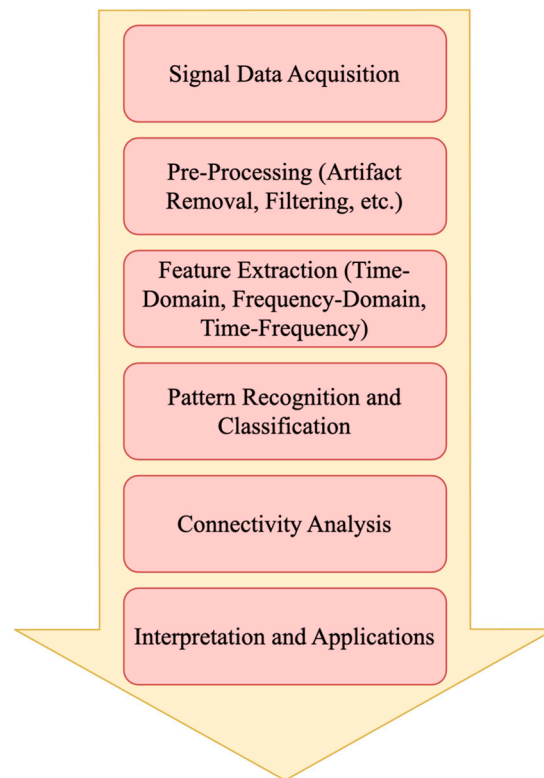 Signal Data Acquisition
Pre-Processing (Artifact
Removal, Filtering, etc.)
Feature Extraction (Time-
Domain, Frequency-Domain,
Time-Frequency)
Pattern Recognition and
Classification
Connectivity Analysis
Interpretation and Applications